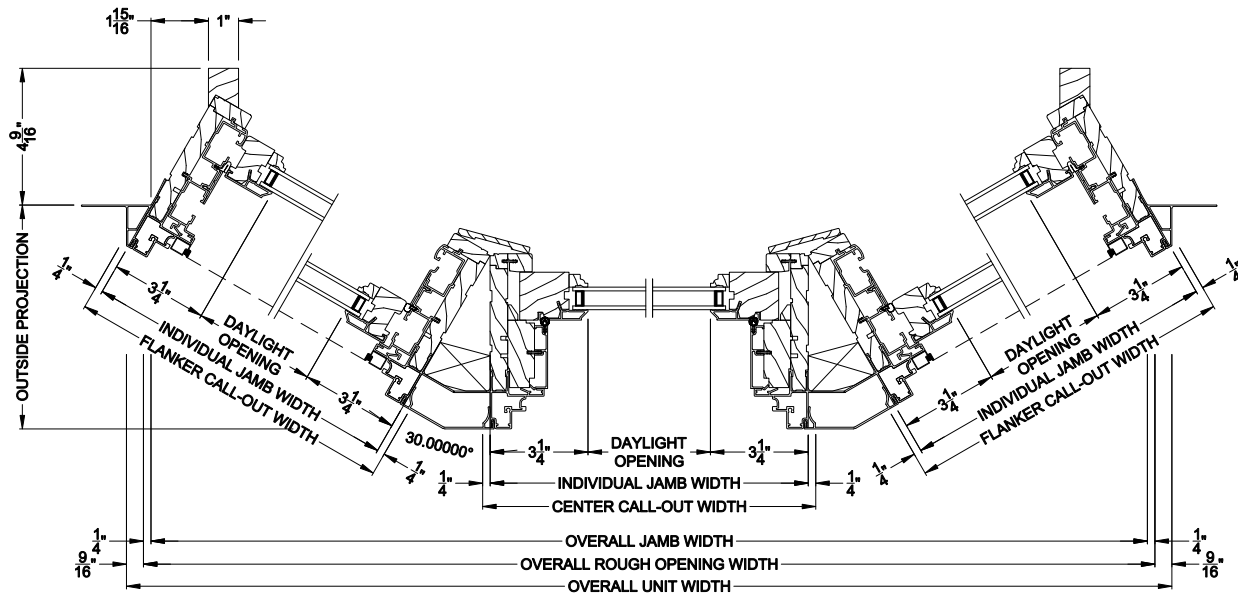 1 15/16"
1"
4 9/16"
OUTSIDE PROJECTION
1/4"
3 1/4"
DAYLIGHT
OPENING
3 1/4"
INDIVIDUAL JAMB WIDTH
FLANKER CALL-OUT WIDTH
1/4"
30.00000°
1/4"
3 1/4"
DAYLIGHT
OPENING
3 1/4"
INDIVIDUAL JAMB WIDTH
1/4"
CENTER CALL-OUT WIDTH
1/4"
3 1/4"
DAYLIGHT
OPENING
3 1/4"
INDIVIDUAL JAMB WIDTH
FLANKER CALL-OUT WIDTH
1/4"
1/4"
OVERALL JAMB WIDTH
1/4"
9/16"
OVERALL ROUGH OPENING WIDTH
9/16"
OVERALL UNIT WIDTH